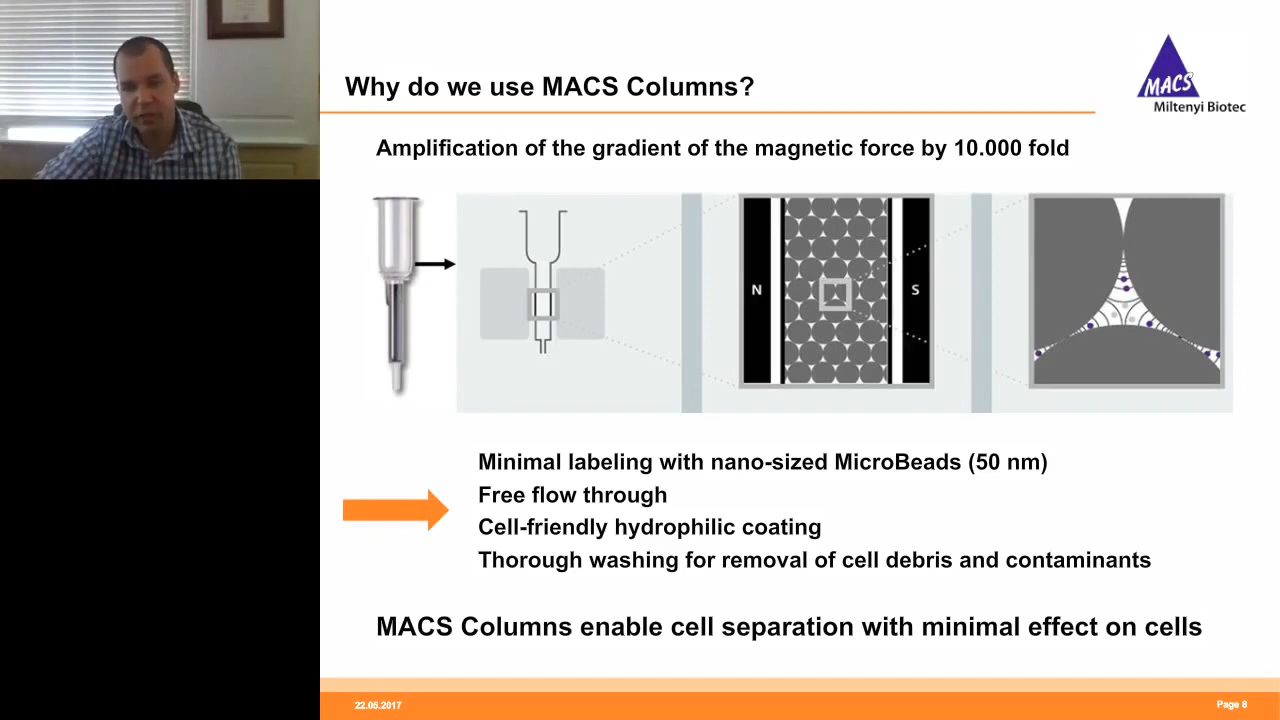 Why do we use MACS Columns?
MACS
Miltenyi Biotec
Amplification of the gradient of the magnetic force by 10.000 fold
N
S
Minimal labeling with nano-sized MicroBeads (50 nm)
Free flow through
Cell-friendly hydrophilic coating
Thorough washing for removal of cell debris and contaminants
MACS Columns enable cell separation with minimal effect on cells
22.05.2017
Page 8